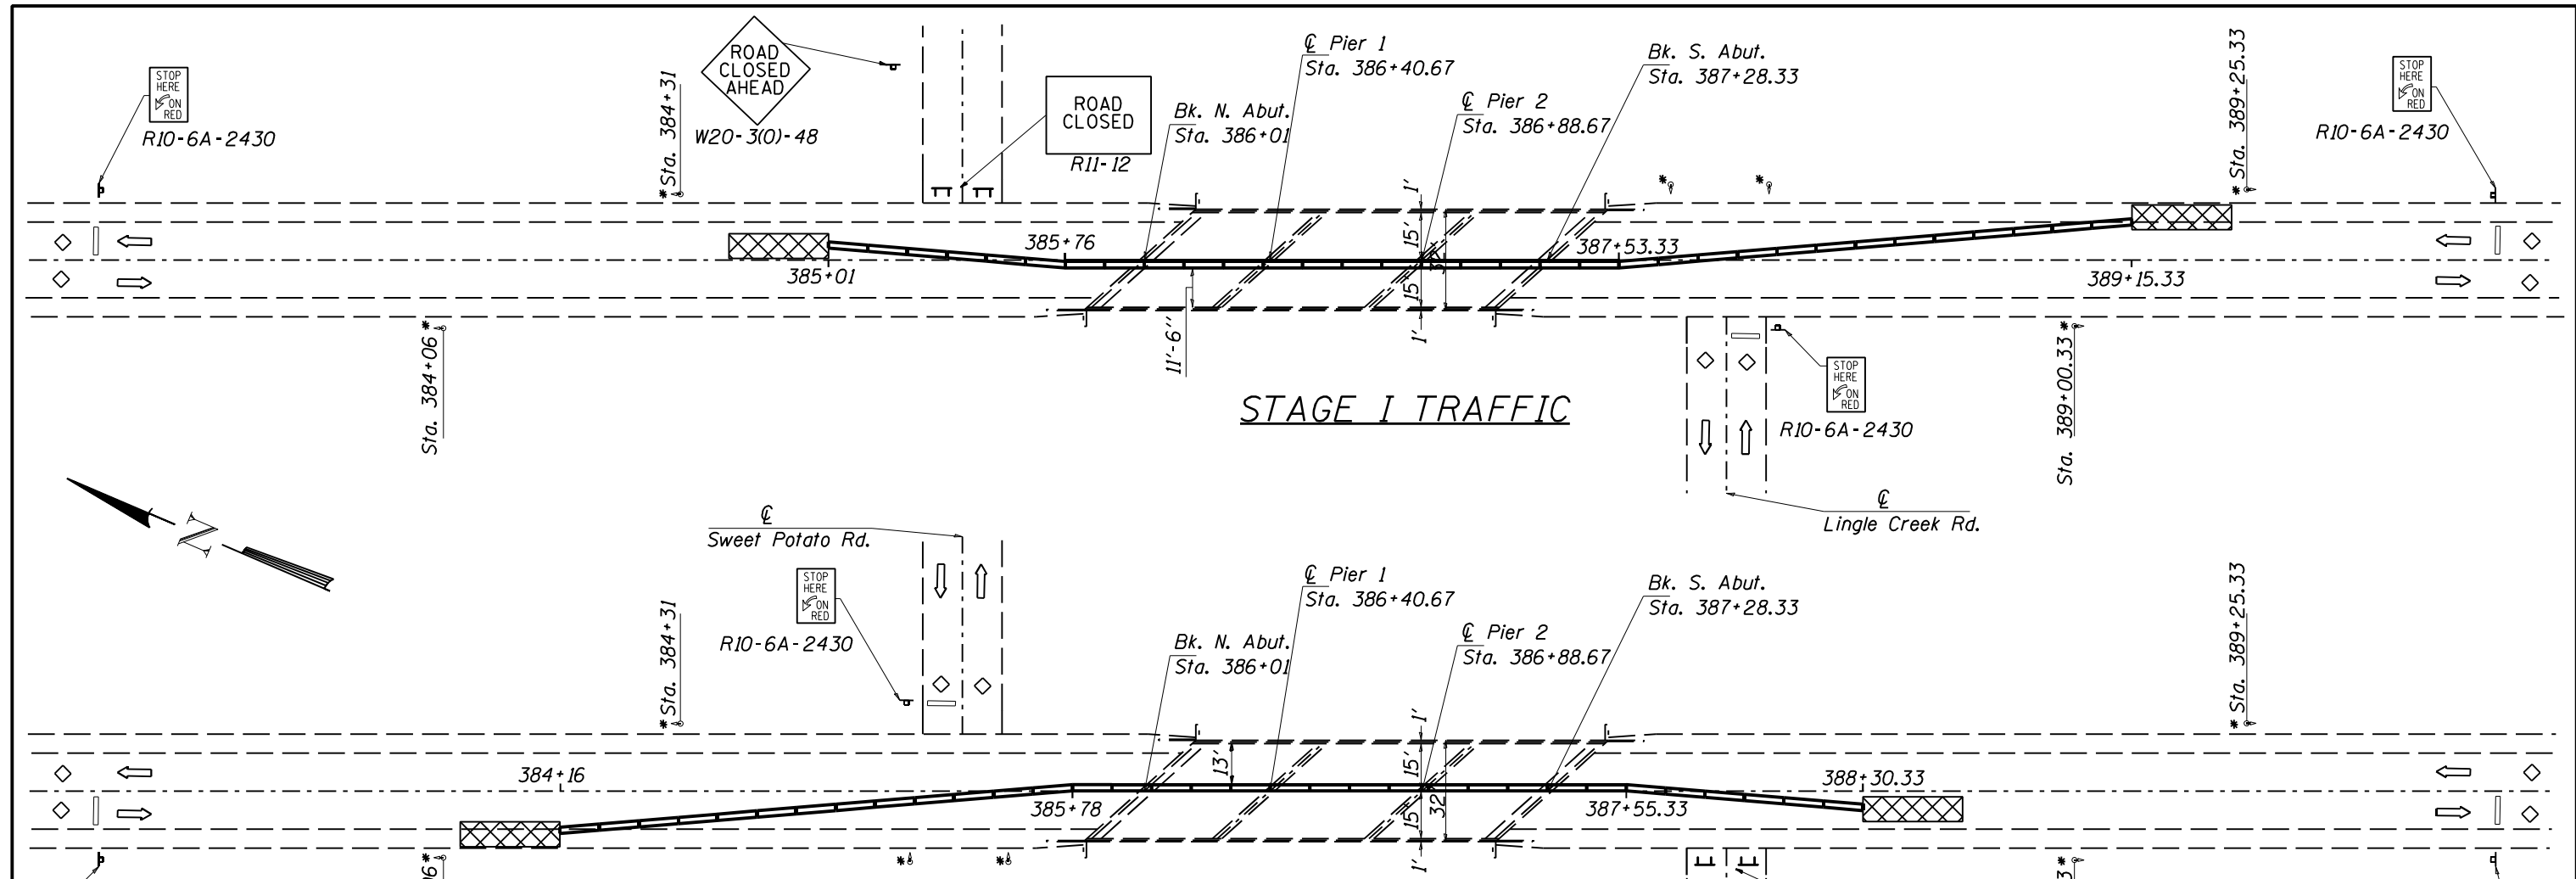 STOP
HERE
ON
RED
R10-6A-2430
* Sta. 384+31
ROAD
CLOSED
AHEAD
W20-3(0)-48
ROAD
CLOSED
R11-12
Bk. N. Abut.
Sta. 386+01
℄ Pier 1
Sta. 386+40.67
℄ Pier 2
Sta. 386+88.67
Bk. S. Abut.
Sta. 387+28.33
* Sta. 389+25.33
STOP
HERE
ON
RED
R10-6A-2430
*
*
1'
15'
15'
1'
385+01
385+76
387+53.33
389+15.33
11'-6"
Sta. 384+06 *
Sta. 389+00.33 *
STOP
HERE
ON
RED
R10-6A-2430
STAGE I TRAFFIC
℄
Lingle Creek Rd.
N
℄
Sweet Potato Rd.
STOP
HERE
ON
RED
R10-6A-2430
* Sta. 384+31
Bk. N. Abut.
Sta. 386+01
℄ Pier 1
Sta. 386+40.67
℄ Pier 2
Sta. 386+88.67
Bk. S. Abut.
Sta. 387+28.33
* Sta. 389+25.33
1'
13'
15'
15'
32'
1'
384+16
385+78
387+55.33
388+30.33
*
*
*
*